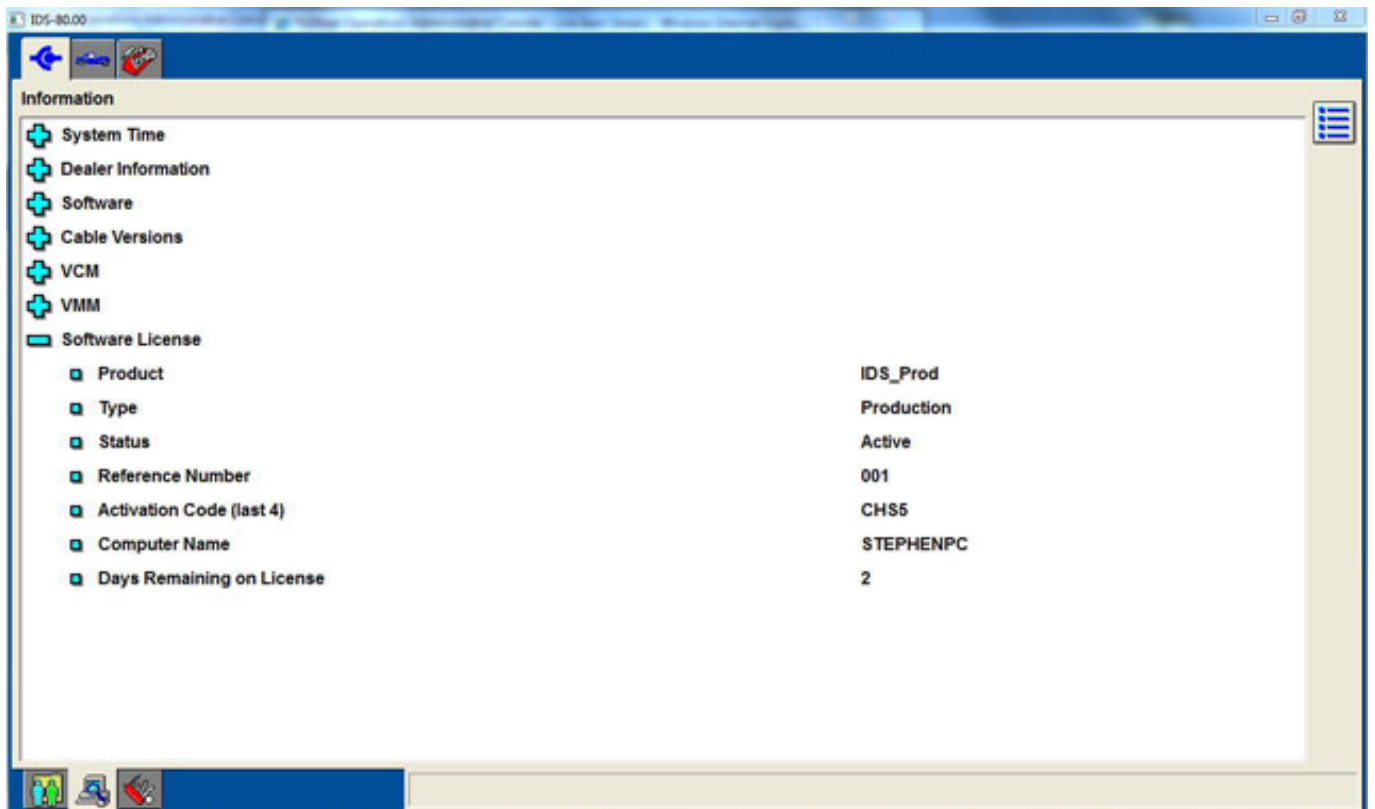 IDS-80.00
Information
System Time
Dealer Information
Software
Cable Versions
VCM
VMM
Software License
Product IDS_Prod
Type Production
Status Active
Reference Number 001
Activation Code (last 4) CHS5
Computer Name STEPHENPC
Days Remaining on License 2